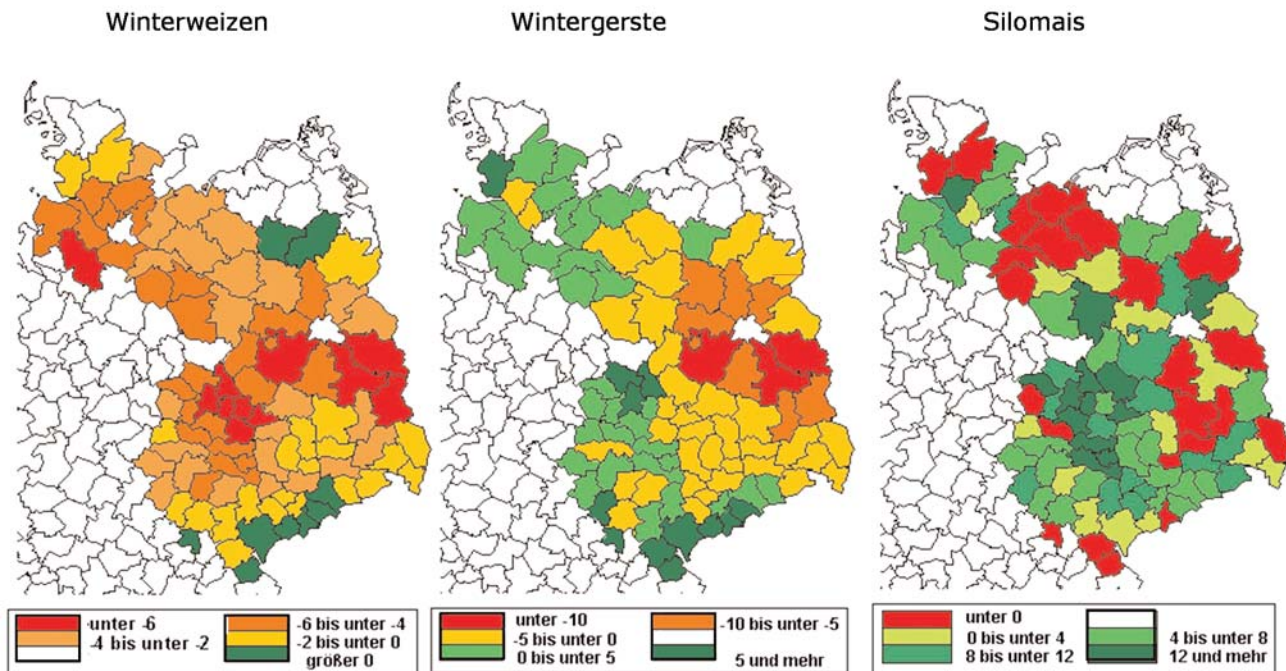 Winterweizen
Wintergerste
Silomais
unter -6
-4 bis unter -2
-6 bis unter -4
-2 bis unter 0
größer 0
unter -10
-5 bis unter 0
0 bis unter 5
-10 bis unter -5
5 und mehr
unter 0
0 bis unter 4
8 bis unter 12
4 bis unter 8
12 und mehr